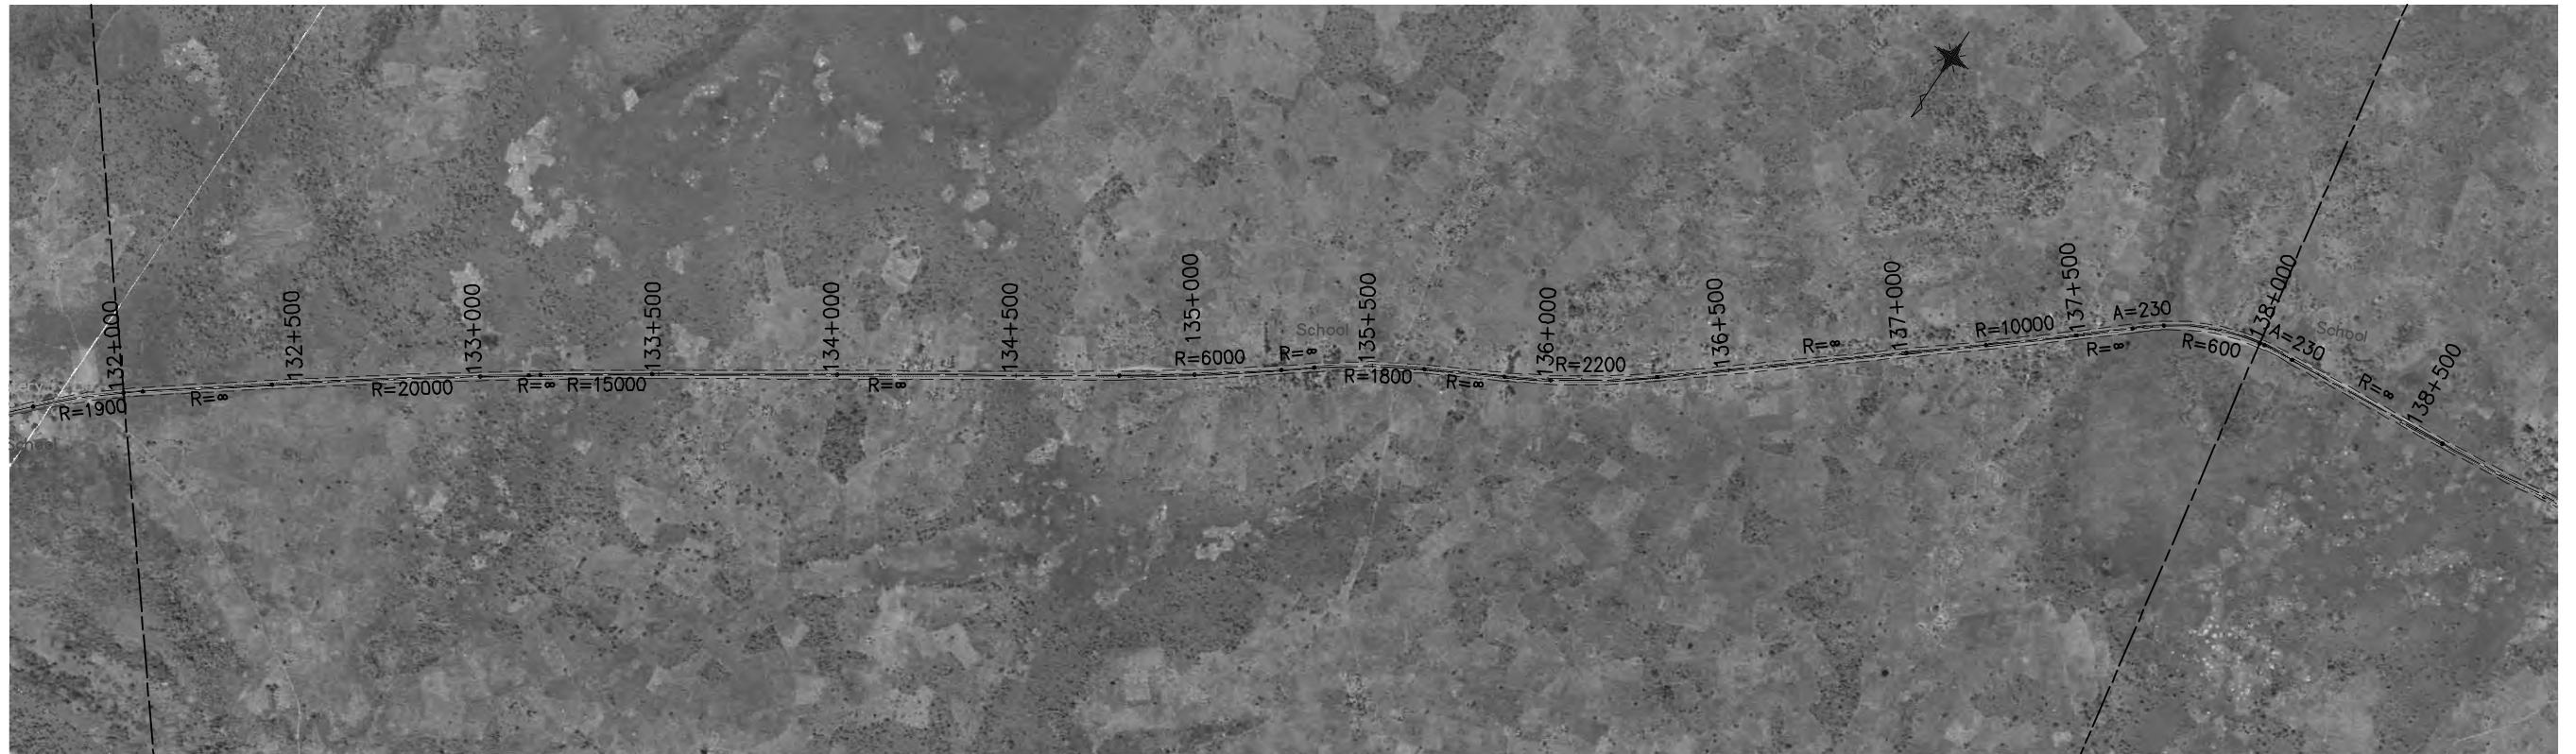 132+000
132+500
133+000
133+500
134+000
134+500
135+000
135+500
136+000
136+500
137+000
137+500
138+000
138+500
School
School
School
R=1900
R=∞
R=20000
R=∞
R=15000
R=∞
R=6000
R=∞
R=1800
R=∞
R=2200
R=∞
R=10000
R=∞
A=230
R=600
A=230
R=∞